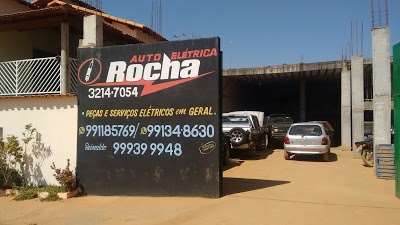 AUTO ELÉTRICA
Rocha
3214-7054
• PEÇAS E SERVIÇOS ELÉTRICOS EM GERAL.
991185769/ 99134-8630
99939 9948